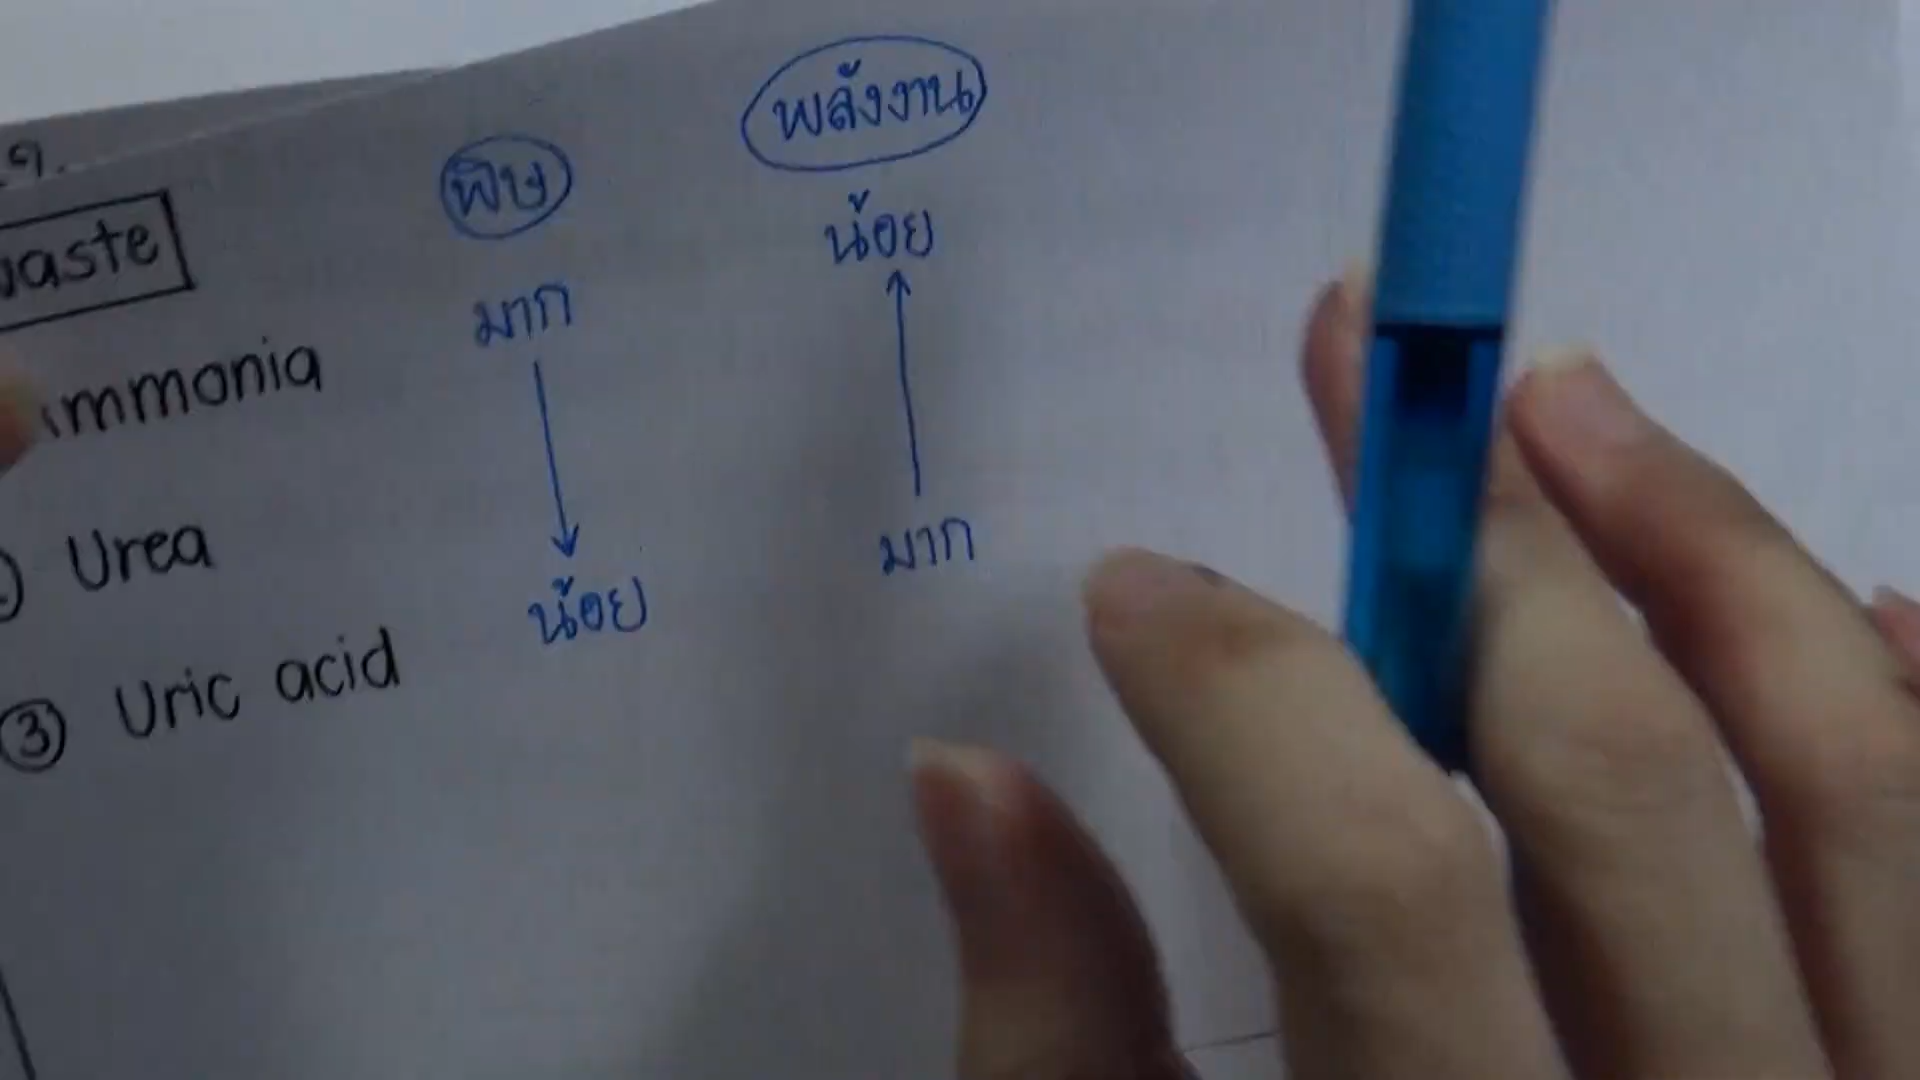 พิษ
พลังงาน
waste
มาก
น้อย
Ammonia
Urea
น้อย
มาก
③ Uric acid